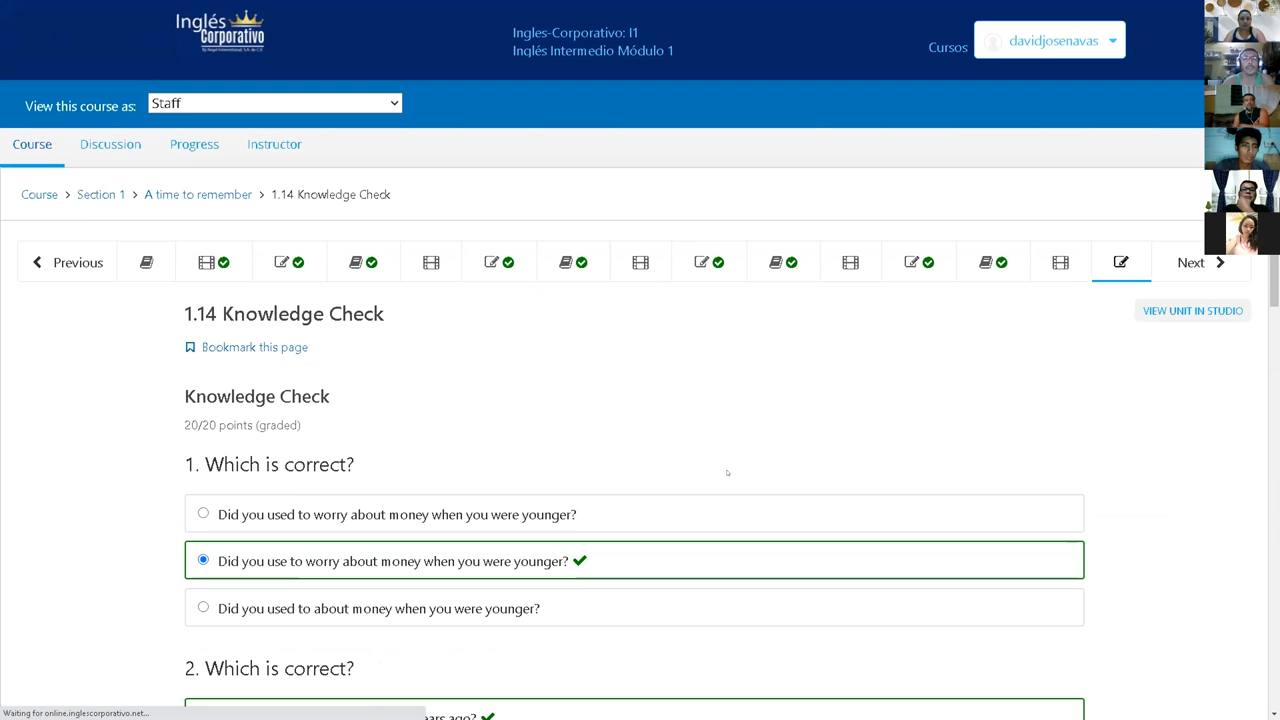 Inglés
Corporativo
Ingles-Corporativo: I1
Inglés Intermedio Módulo 1
Cursos
davidjosenavas
View this course as:
Staff
Course
Discussion
Progress
Instructor
Course > Section 1 > A time to remember > 1.14 Knowledge Check
Previous
Next
1.14 Knowledge Check
VIEW UNIT IN STUDIO
Bookmark this page
Knowledge Check
20/20 points (graded)
1. Which is correct?
Did you used to worry about money when you were younger?
Did you use to worry about money when you were younger?
Did you used to about money when you were younger?
2. Which is correct?
ears ago?
Waiting for online.inglescorporativo.net...